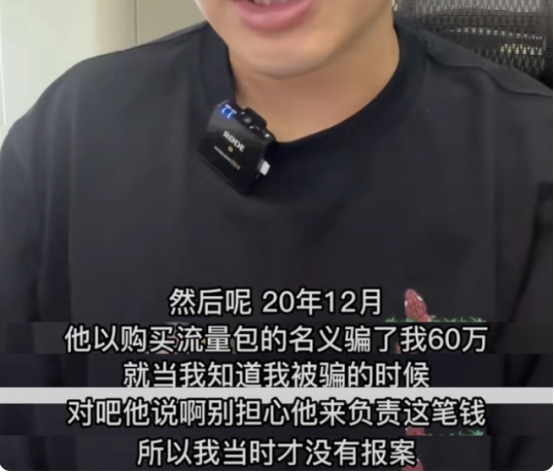 RØDE
然后呢 20年12月
他以购买流量包的名义骗了我60万
就当我知道我被骗的时候
对吧他说啊别担心他来负责这笔钱
所以我当时才没有报案